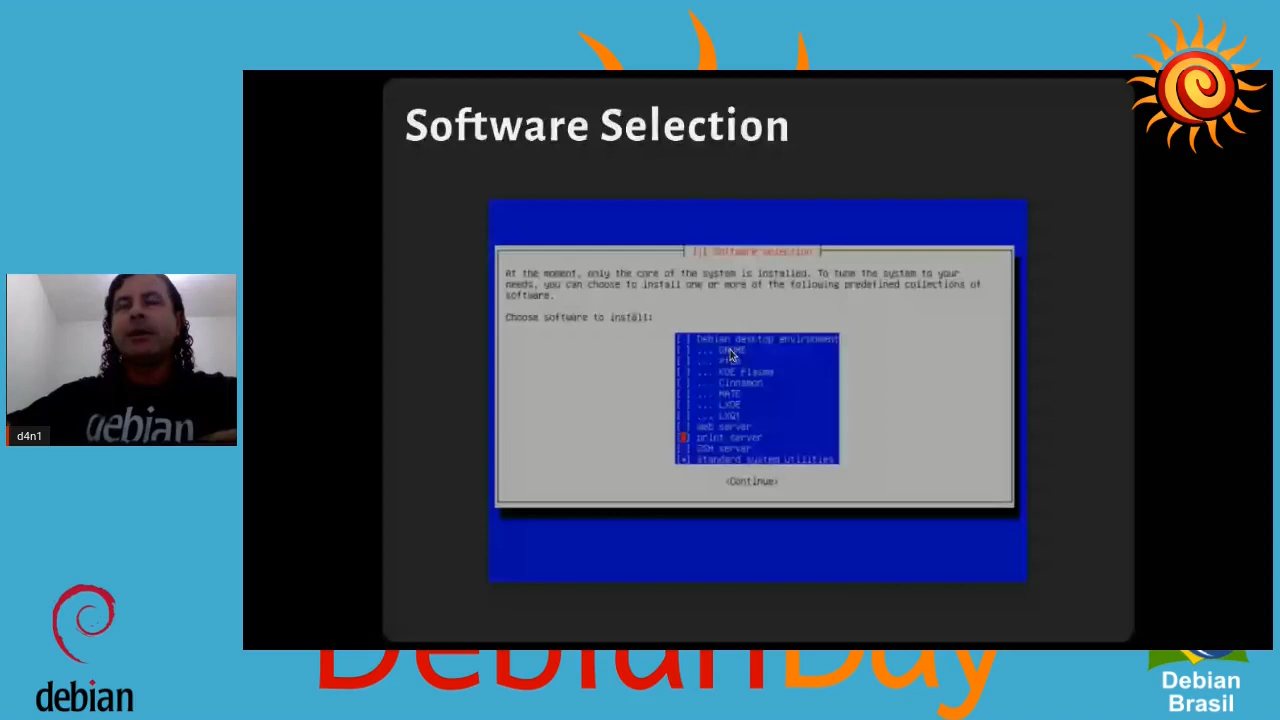 Software Selection
[!] Software selection
At the moment, only the core of the system is installed. To tune the system to your
needs, you can choose to install one or more of the following predefined collections of
software.
Choose software to install:
[ ] Debian desktop environment
[ ] ... GNOME
[ ] ...
[ ] ... KDE Plasma
[ ] ... Cinnamon
[ ] ... MATE
[ ] ... LXDE
[ ] ... LXQt
[ ] web server
[ ] print server
[ ] SSH server
[*] standard system utilities
<Continue>
debian
d4n1
debian
DebianDay
Debian
Brasil